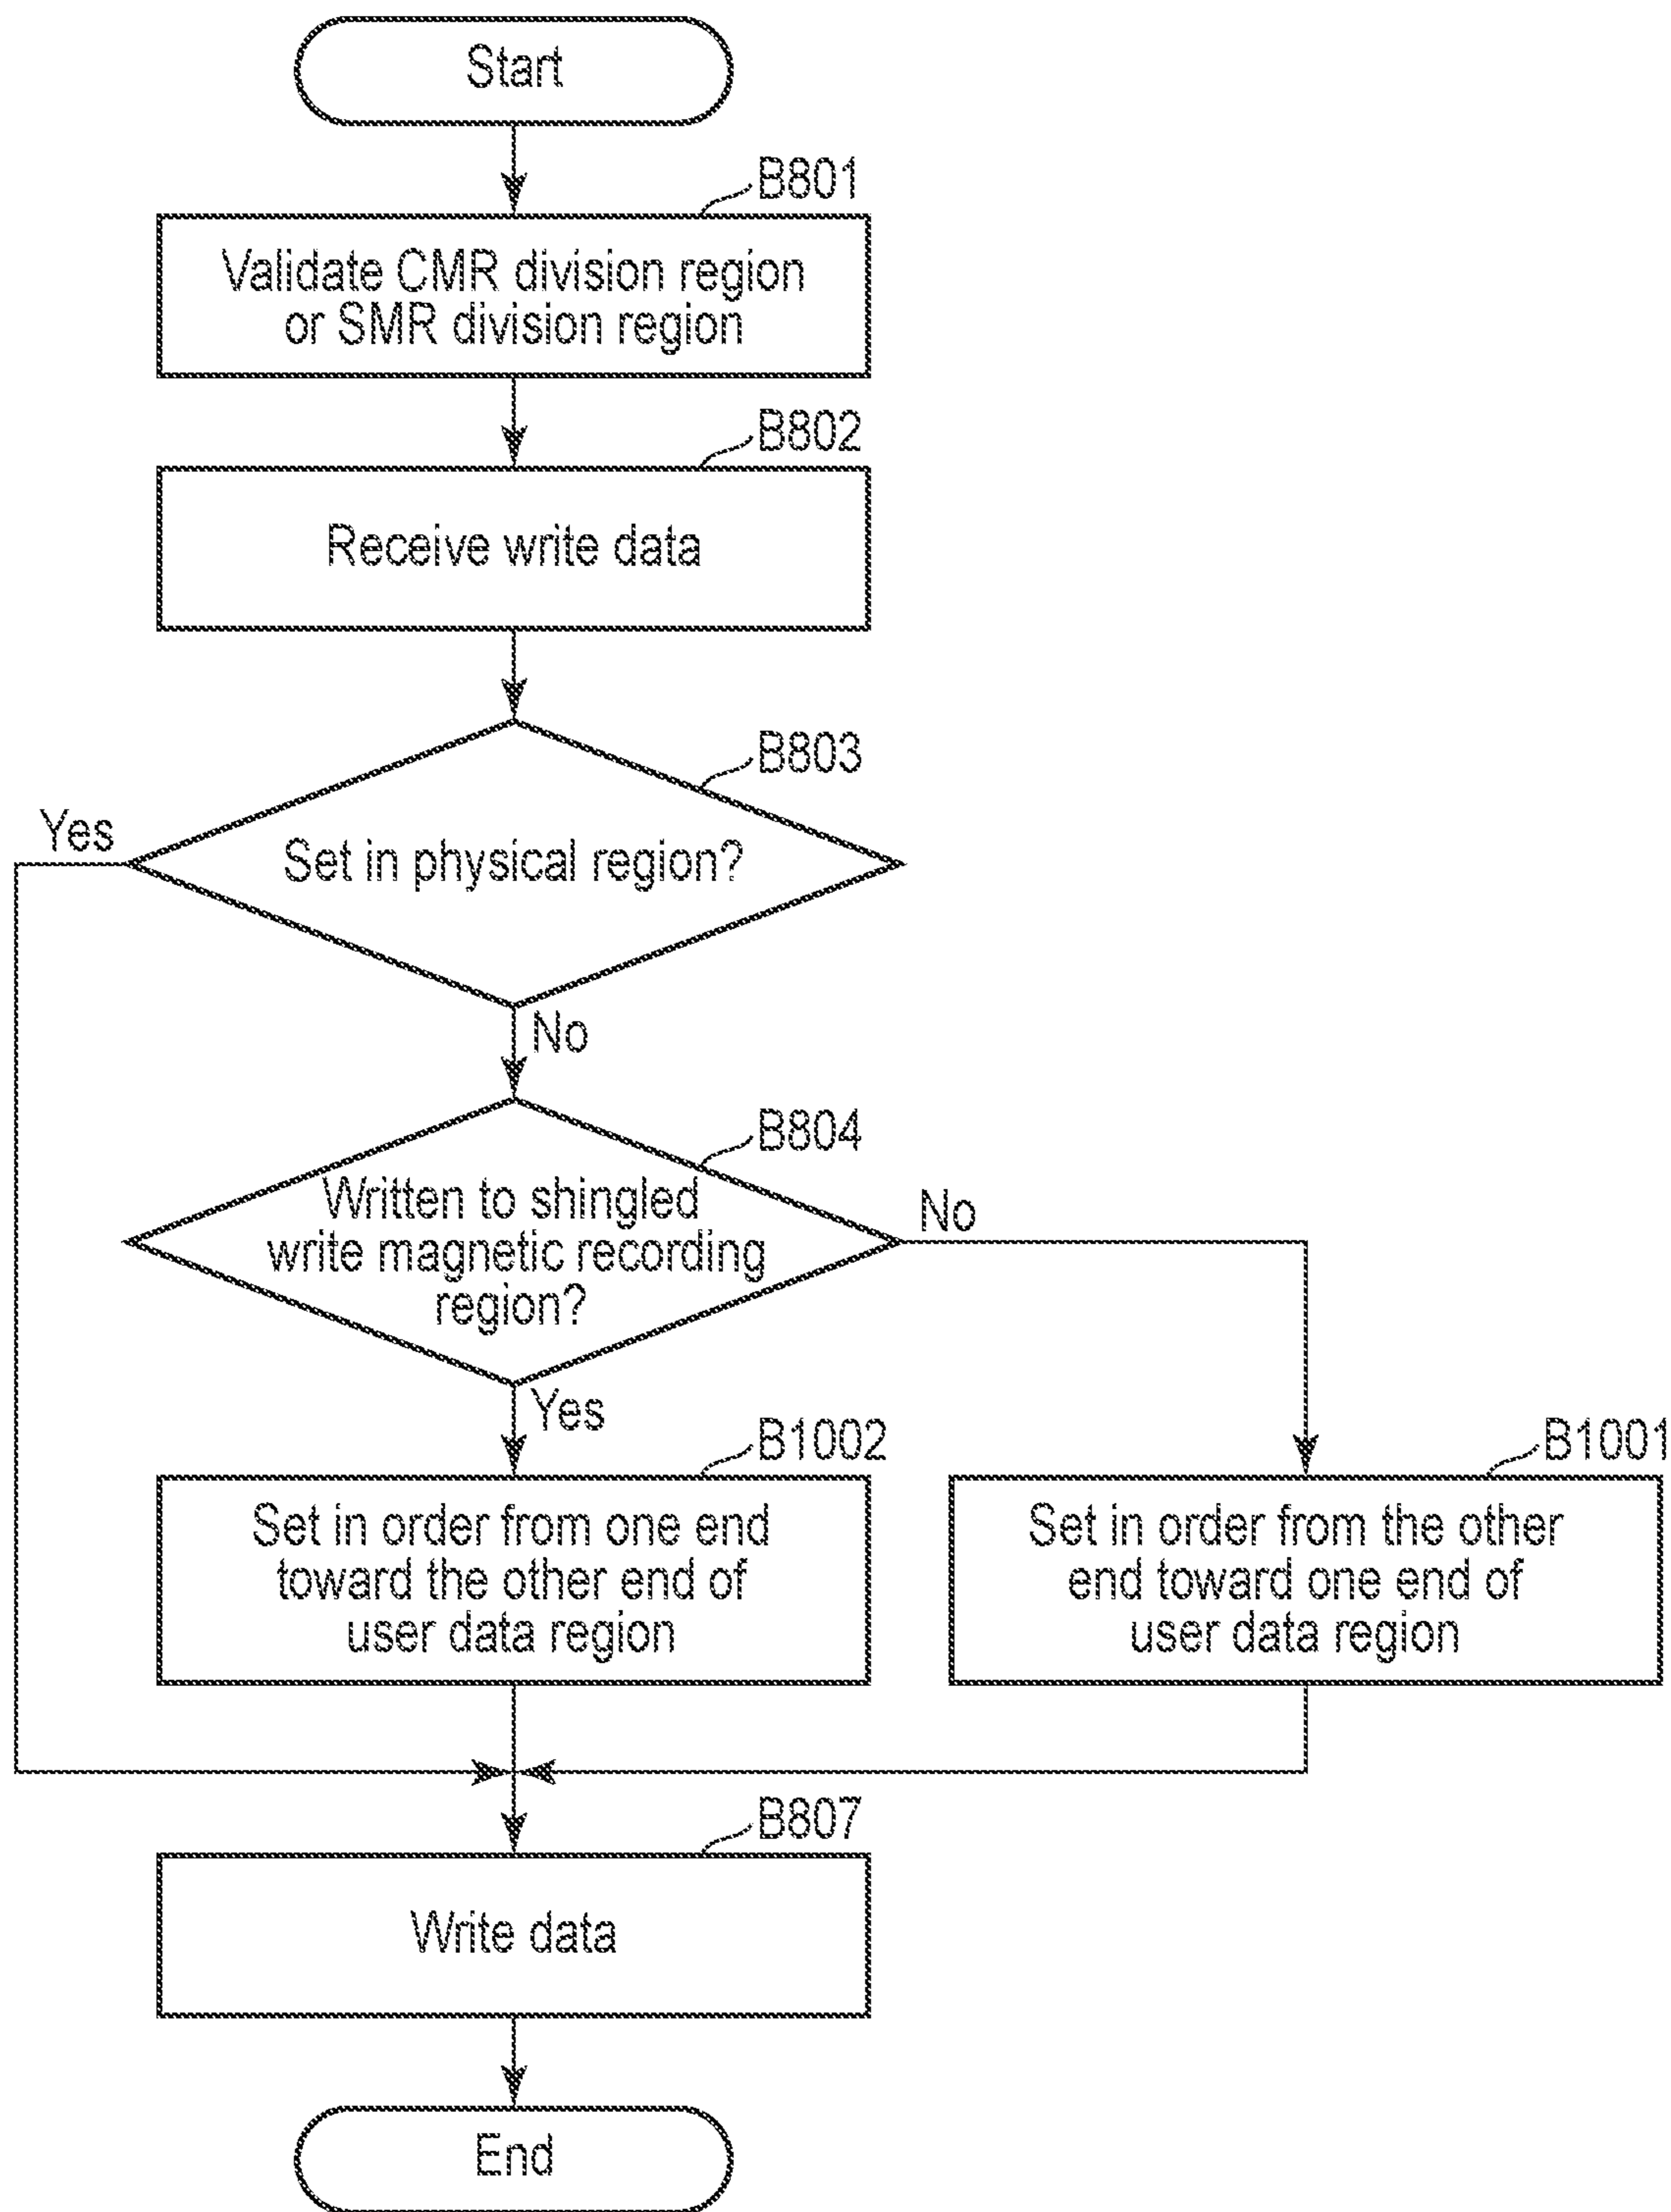 Start
B801
Validate CMR division region
or SMR division region
B802
Receive write data
B803
Yes
Set in physical region?
No
B804
Written to shingled
write magnetic recording
region?
No
Yes
B1002
Set in order from one end
toward the other end of
user data region
B1001
Set in order from the other
end toward one end of
user data region
B807
Write data
End